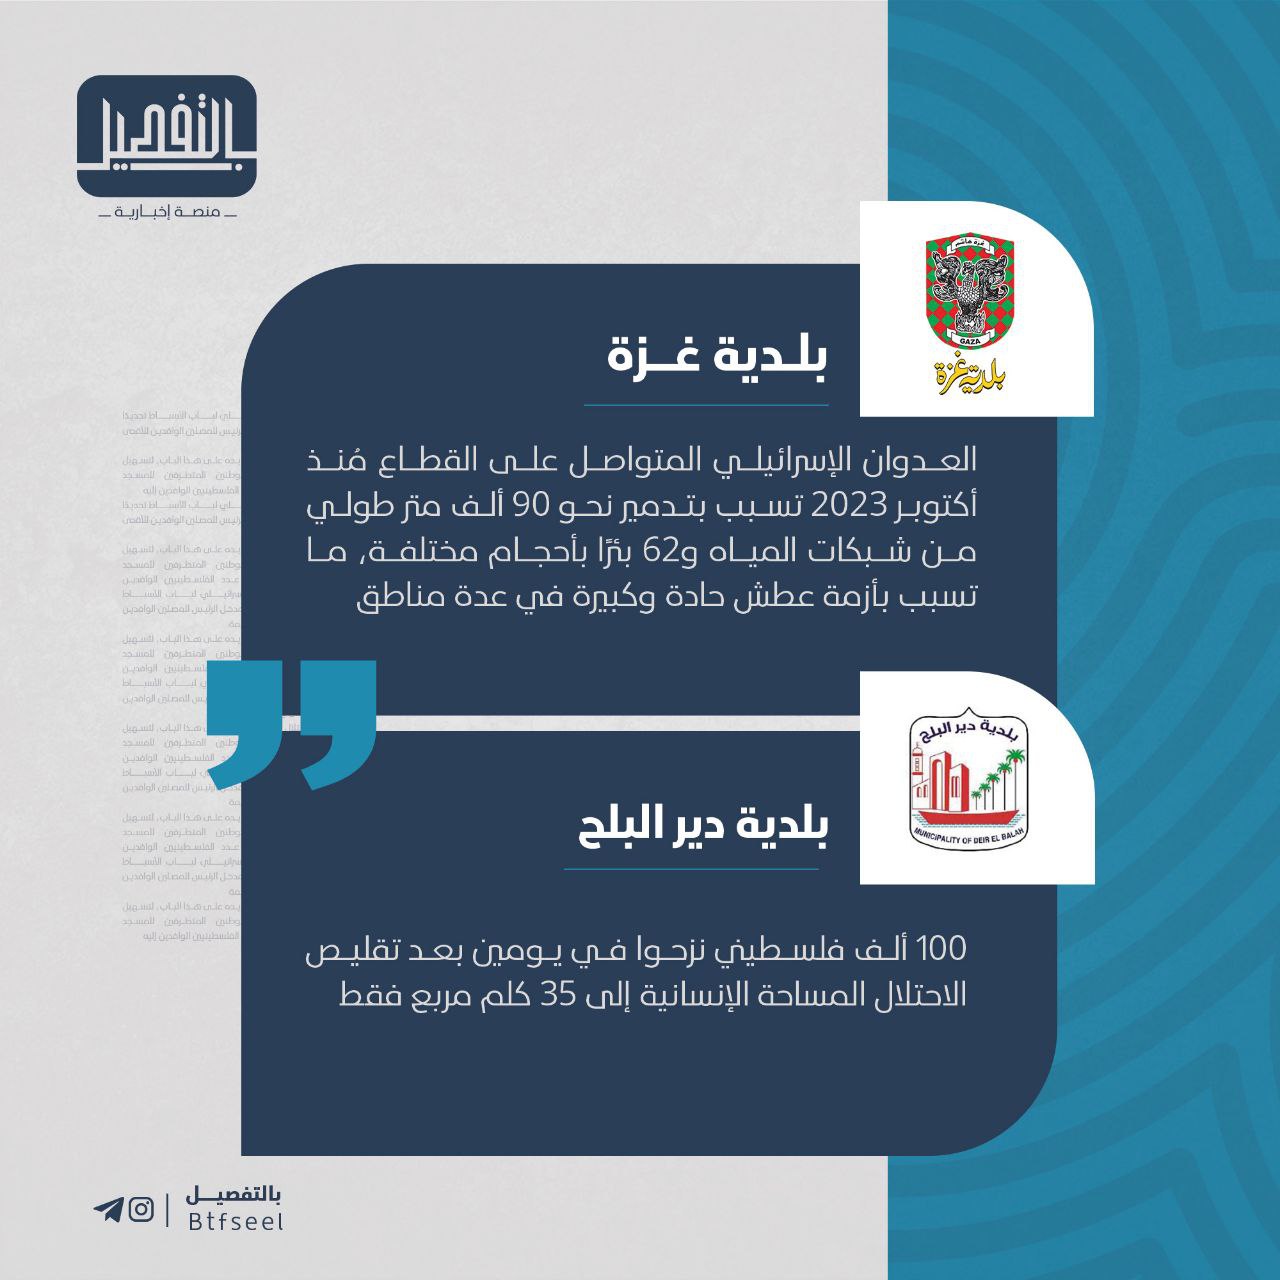 بالتفصيل
منصة إخبارية
غزة هاشم
GAZA
بلدية غزة
بلدية غزة
العدوان الإسرائيلي المتواصل على القطاع مُنذ
أكتوبر 2023 تسبب بتدمير نحو 90 ألف متر طولي
من شبكات المياه و62 بئرًا بأحجام مختلفة، ما
تسبب بأزمة عطش حادة وكبيرة في عدة مناطق
بلدية دير البلح
MUNICIPALITY OF DEIR EL BALAH
بلدية دير البلح
100 ألف فلسطيني نزحوا في يومين بعد تقليص
الاحتلال المساحة الإنسانية إلى 35 كلم مربع فقط
بالتفصيل
Btfseel